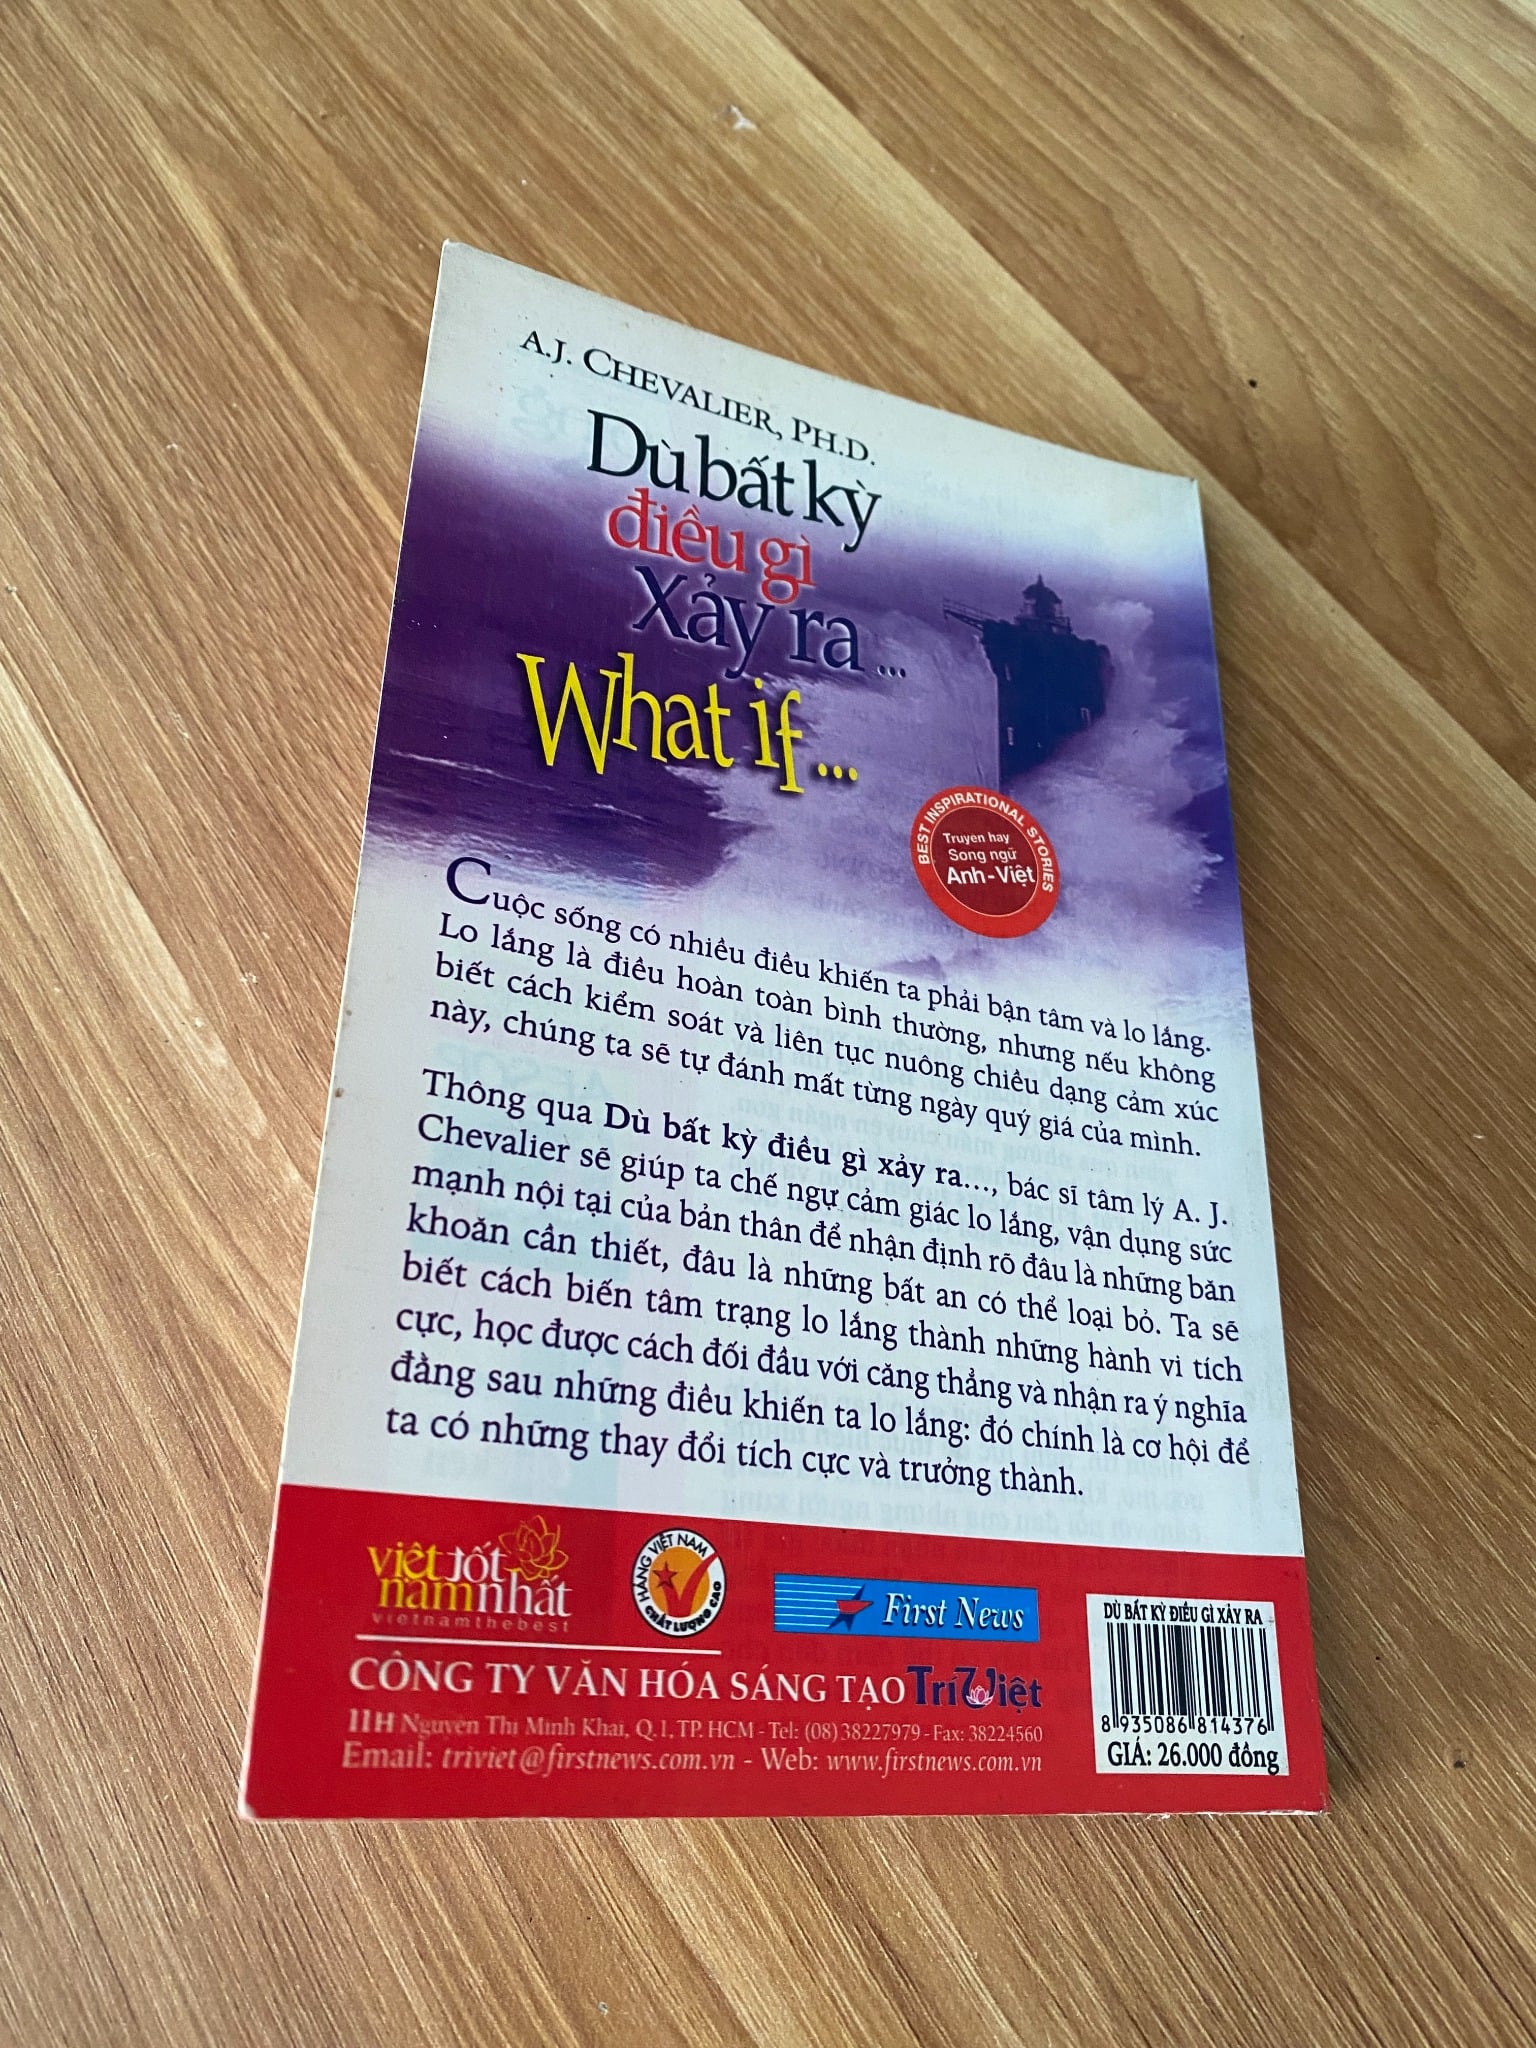 A.J. CHEVALIER, PH.D.
Dù bất kỳ
điều gì
Xảy ra...
What if...
BEST INSPIRATIONAL STORIES
Truyen hay
Song ngữ
Anh - Việt
Cuộc sống có nhiều điều khiến ta phải bận tâm và lo lắng.
Lo lắng là điều hoàn toàn bình thường, nhưng nếu không
biết cách kiểm soát và liên tục nuông chiều dạng cảm xúc
này, chúng ta sẽ tự đánh mất từng ngày quý giá của mình.
Thông qua Dù bất kỳ điều gì xảy ra..., bác sĩ tâm lý A. J.
Chevalier sẽ giúp ta chế ngự cảm giác lo lắng, vận dụng sức
mạnh nội tại của bản thân để nhận định rõ đâu là những băn
khoăn cần thiết, đâu là những bất an có thể loại bỏ. Ta sẽ
biết cách biến tâm trạng lo lắng thành những hành vi tích
cực, học được cách đối đầu với căng thẳng và nhận ra ý nghĩa
đằng sau những điều khiến ta lo lắng: đó chính là cơ hội để
ta có những thay đổi tích cực và trưởng thành.
việt tốt
nam nhất
vietnamthebest
HÀNG VIỆT NAM
CHẤT LƯỢNG CAO
First News
DÙ BẤT KỲ ĐIỀU GÌ XẢY RA
8 935086 814376
GIÁ: 26.000 đồng
CÔNG TY VĂN HÓA SÁNG TẠO Trí Việt
11H Nguyễn Thị Minh Khai, Q.1, TP. HCM - Tel: (08) 38227979 - Fax: 38224560
Email: triviet@firstnews.com.vn - Web: www.firstnews.com.vn